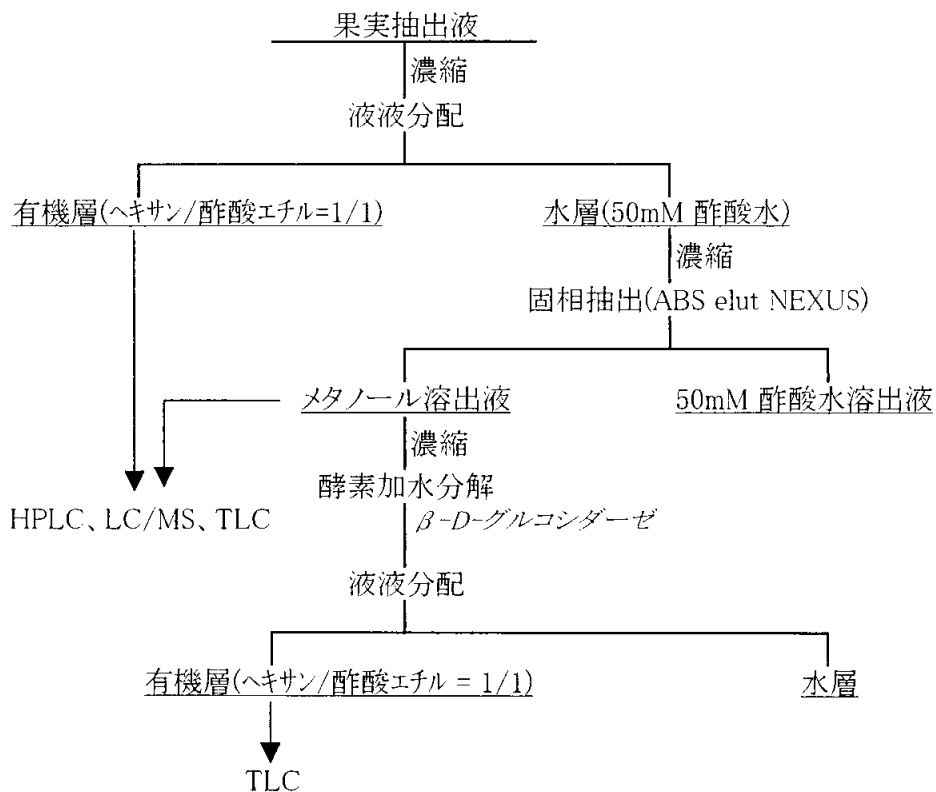 果実抽出液
濃縮
液液分配
有機層(ヘキサン/酢酸エチル=1/1)
水層(50mM 酢酸水)
濃縮
固相抽出(ABS elut NEXUS)
メタノール溶出液
50mM 酢酸水溶出液
濃縮
酵素加水分解
β-D-グルコシダーゼ
HPLC、LC/MS、TLC
液液分配
有機層(ヘキサン/酢酸エチル = 1/1)
水層
TLC